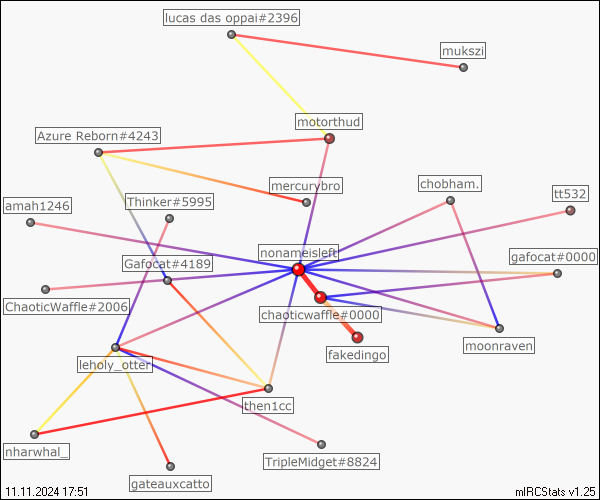 lucas das oppai#2396
mukszi
motorthud
Azure Reborn#4243
mercurybro
chobham.
tt532
amah1246
Thinker#5995
nonameisleft
gafocat#0000
Gafocat#4189
ChaoticWaffle#2006
chaoticwaffle#0000
moonraven
fakedingo
leholy_otter
then1cc
nharwhal_
TripleMidget#8824
gateauxcatto
11.11.2024 17:51
mIRCStats v1.25